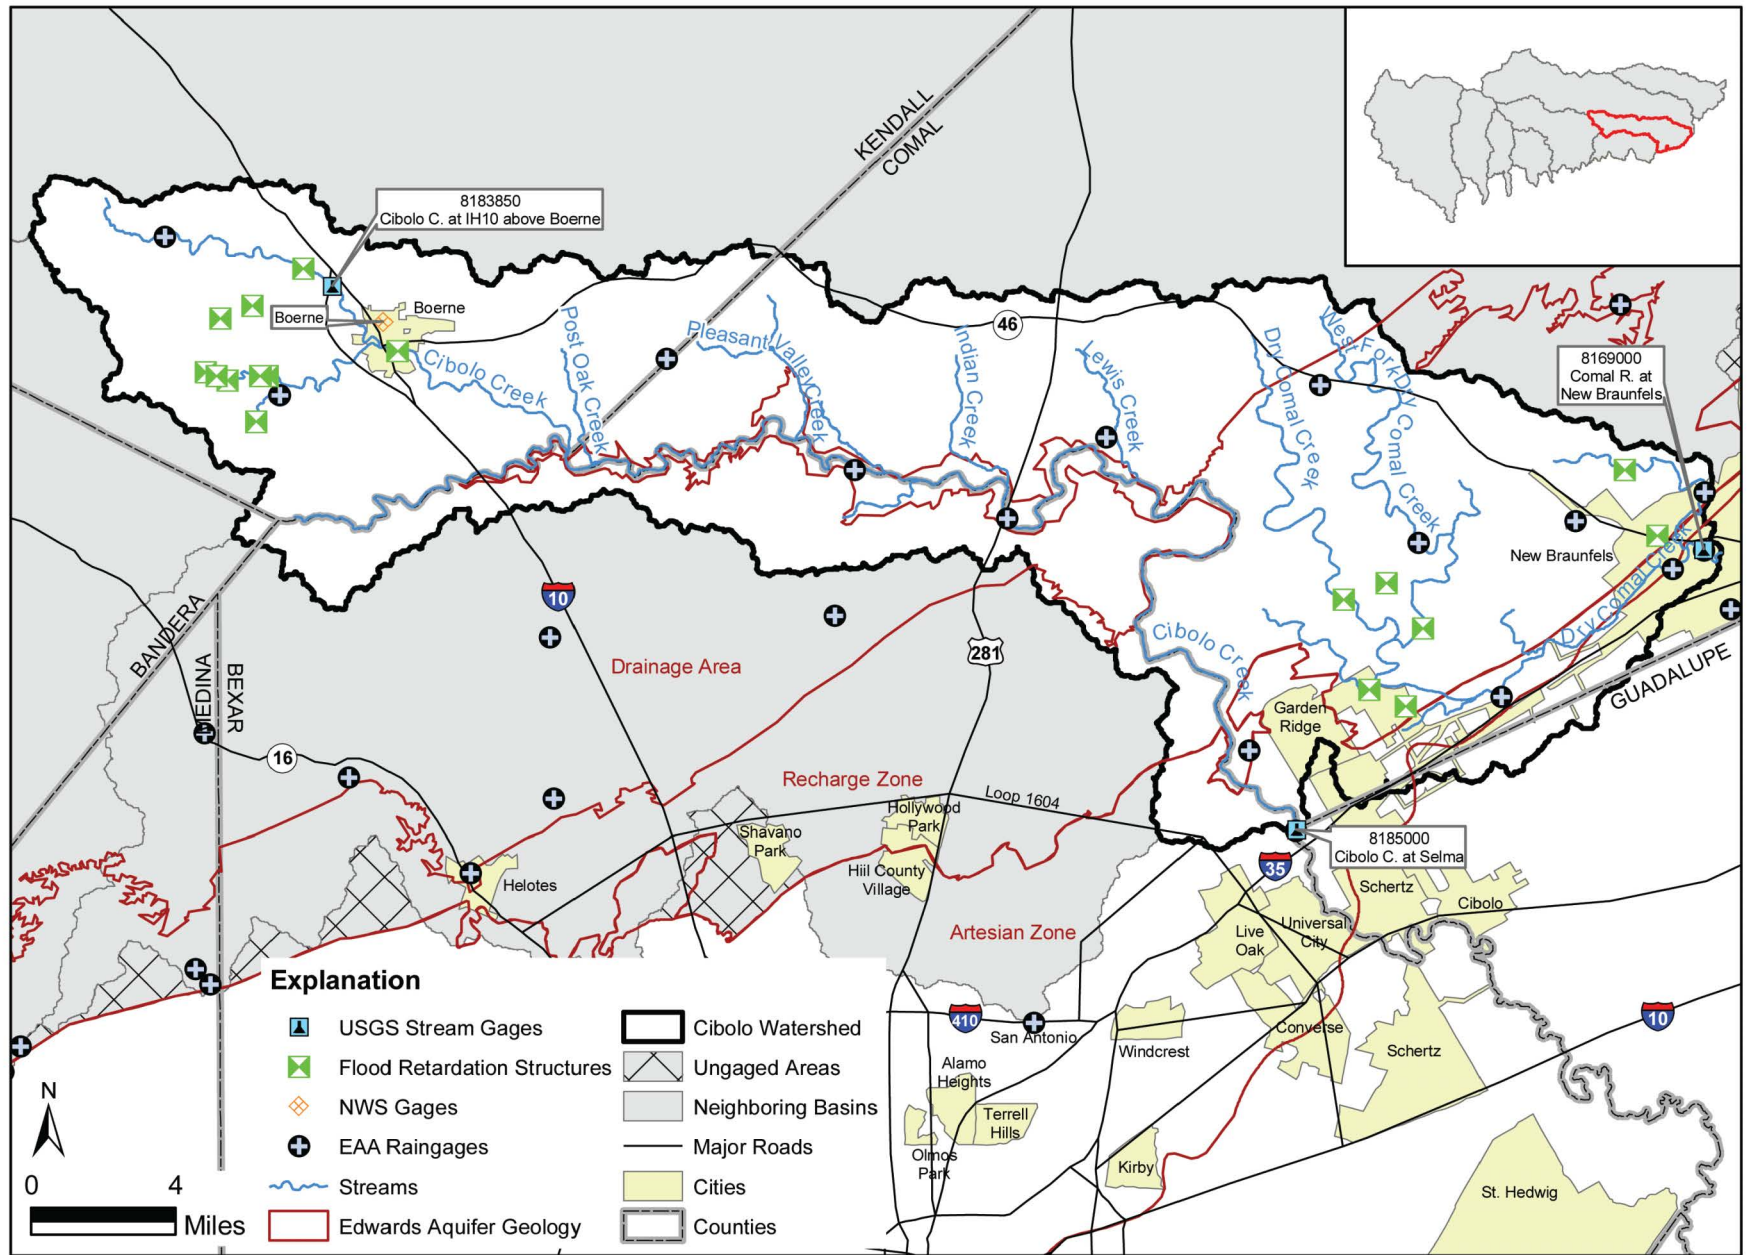 KENDALL
COMAL
8183850
Cibolo C. at IH10 above Boerne
Boerne
Boerne
Cibolo Creek
Post Oak Creek
Pleasant Valley Creek
Indian Creek
46
Lewis Creek
Dry Comal Creek
West Fork Dry Comal Creek
8169000
Comal R. at
New Braunfels
New Braunfels
Dry Comal Creek
GUADALUPE
BANDERA
MEDINA
BEXAR
10
281
Drainage Area
Cibolo Creek
Garden
Ridge
16
Recharge Zone
Loop 1604
Hollywood
Park
Shavano
Park
Hill County
Village
Helotes
8185000
Cibolo C. at Selma
35
Schertz
Cibolo
Universal
City
Live
Oak
Artesian Zone
410
San Antonio
Windcrest
Converse
Schertz
10
Alamo
Heights
Terrell
Hills
Olmos
Park
Kirby
St. Hedwig
Explanation
USGS Stream Gages
Flood Retardation Structures
NWS Gages
EAA Raingages
Streams
Edwards Aquifer Geology
Cibolo Watershed
Ungaged Areas
Neighboring Basins
Major Roads
Cities
Counties
N
0 4
Miles